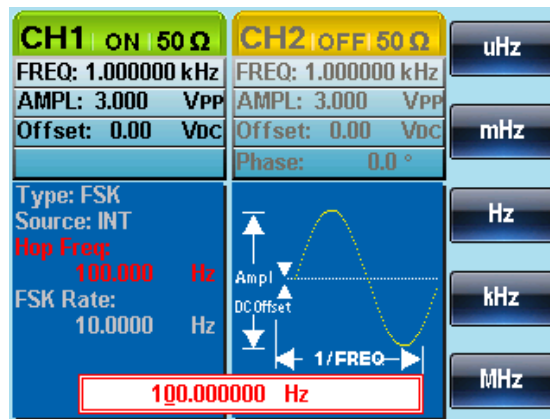 CH1 ON 50 Ω
FREQ: 1.000000 kHz
AMPL: 3.000 VPP
Offset: 0.00 VDC
CH2 OFF 50 Ω
FREQ: 1.000000 kHz
AMPL: 3.000 VPP
Offset: 0.00 VDC
Phase: 0.0 °
Type: FSK
Source: INT
Hop Freq:
100.000 Hz
FSK Rate:
10.0000 Hz
Ampl
DC Offset
1/FREQ
100.000000 Hz
uHz
mHz
Hz
kHz
MHz